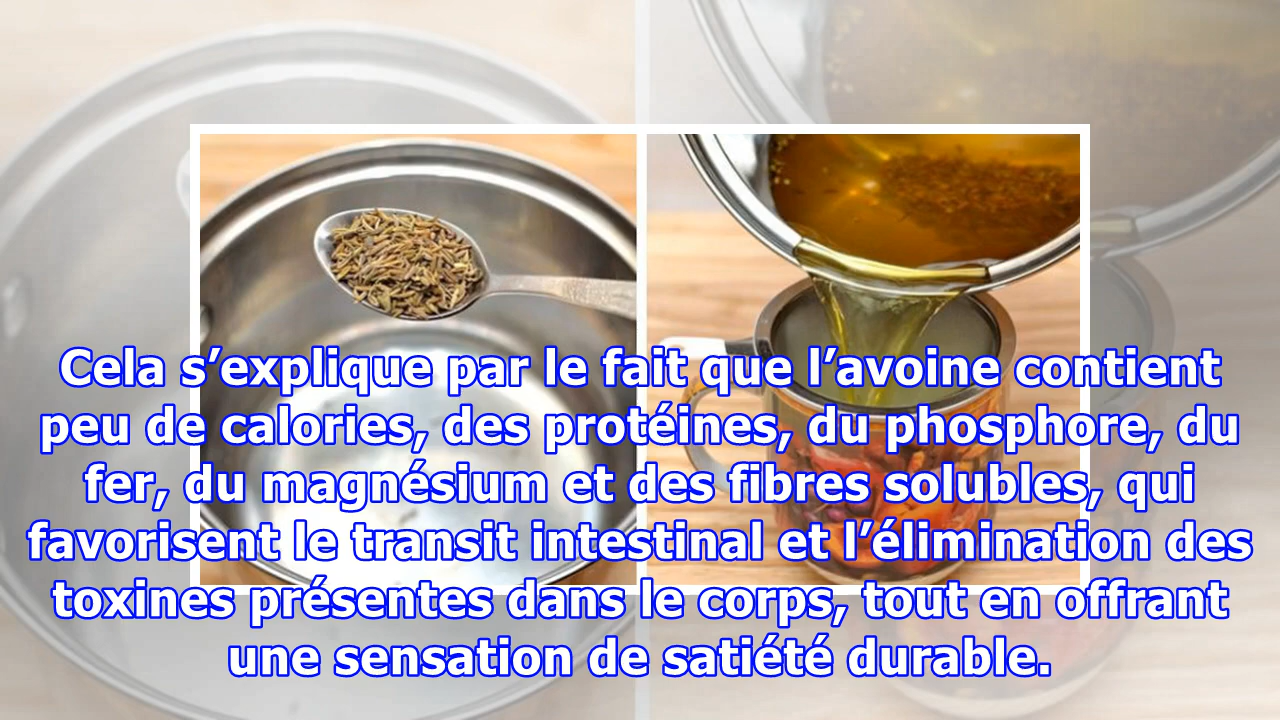 Cela s’explique par le fait que l’avoine contient
peu de calories, des protéines, du phosphore, du
fer, du magnésium et des fibres solubles, qui
favorisent le transit intestinal et l’élimination des
toxines présentes dans le corps, tout en offrant
une sensation de satiété durable.